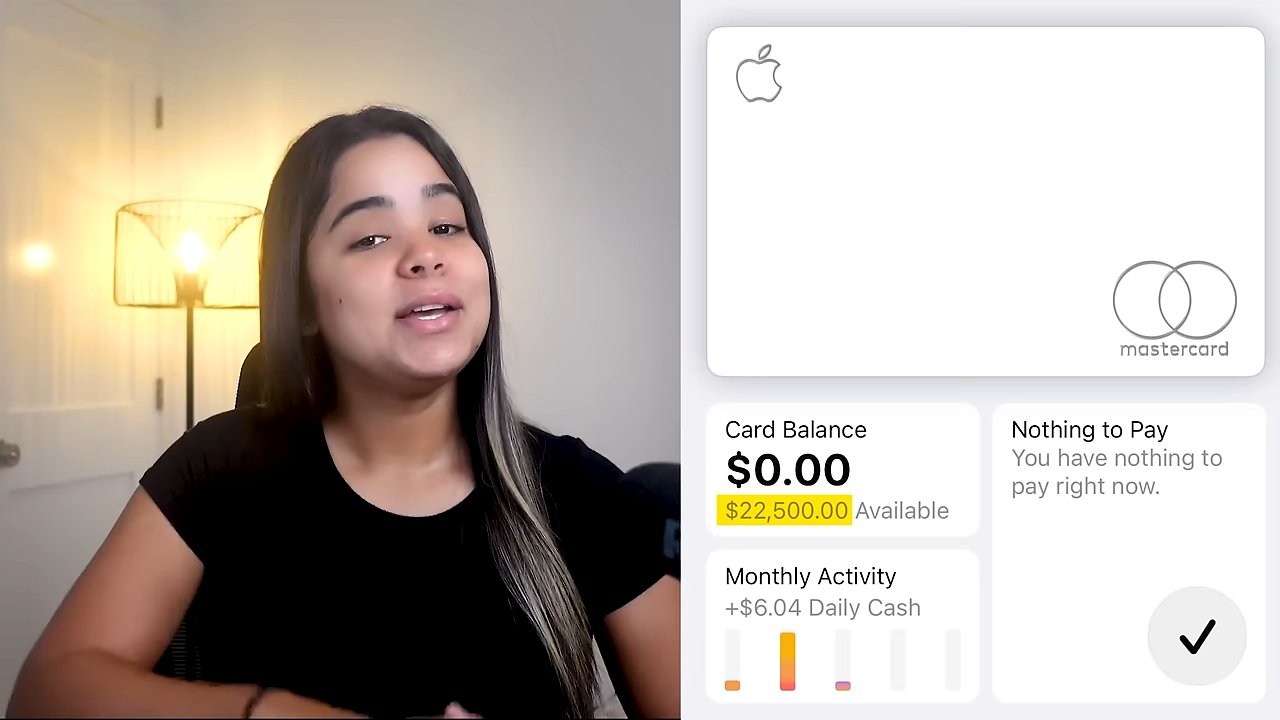 mastercard
Card Balance
$0.00
$22,500.00 Available
Nothing to Pay
You have nothing to
pay right now.
Monthly Activity
+$6.04 Daily Cash